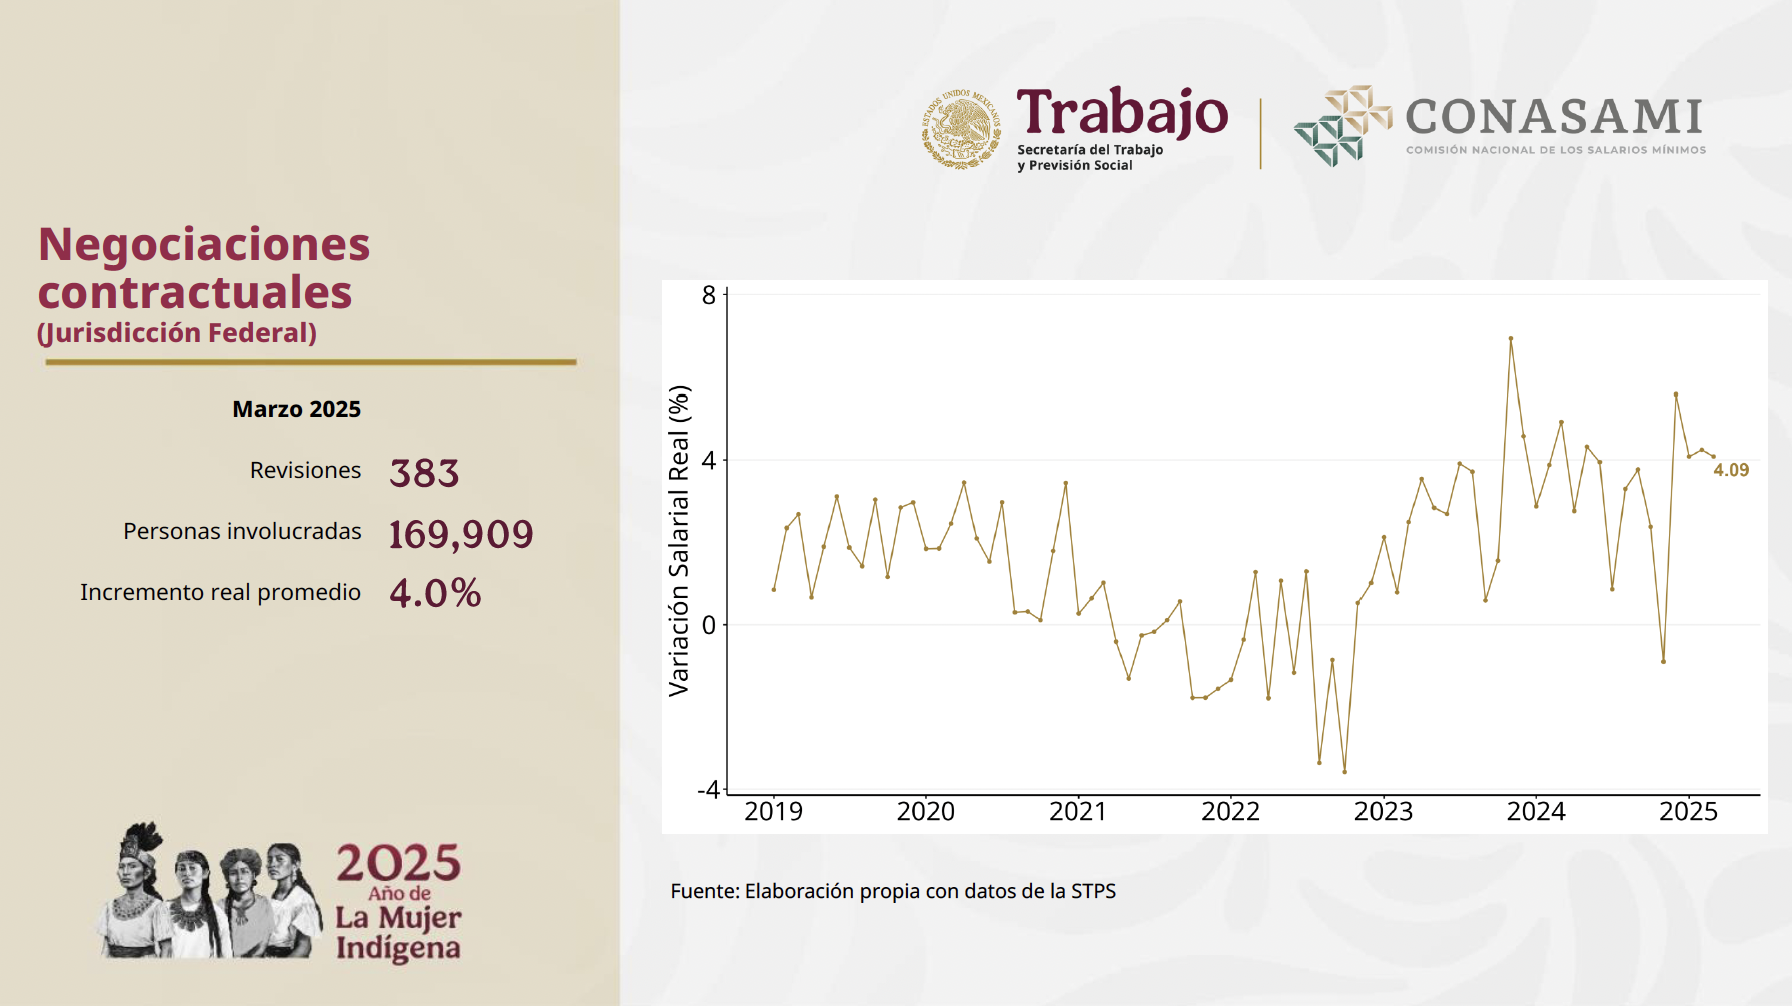 ESTADOS UNIDOS MEXICANOS
Trabajo
Secretaría del Trabajo
y Previsión Social
CONASAMI
COMISIÓN NACIONAL DE LOS SALARIOS MÍNIMOS
Negociaciones
contractuales
(Jurisdicción Federal)
Marzo 2025
Revisiones 383
Personas involucradas 169,909
Incremento real promedio 4.0%
2025
Año de
La Mujer
Indígena
Variación Salarial Real (%)
8
4
0
-4
4.09
2019 2020 2021 2022 2023 2024 2025
Fuente: Elaboración propia con datos de la STPS